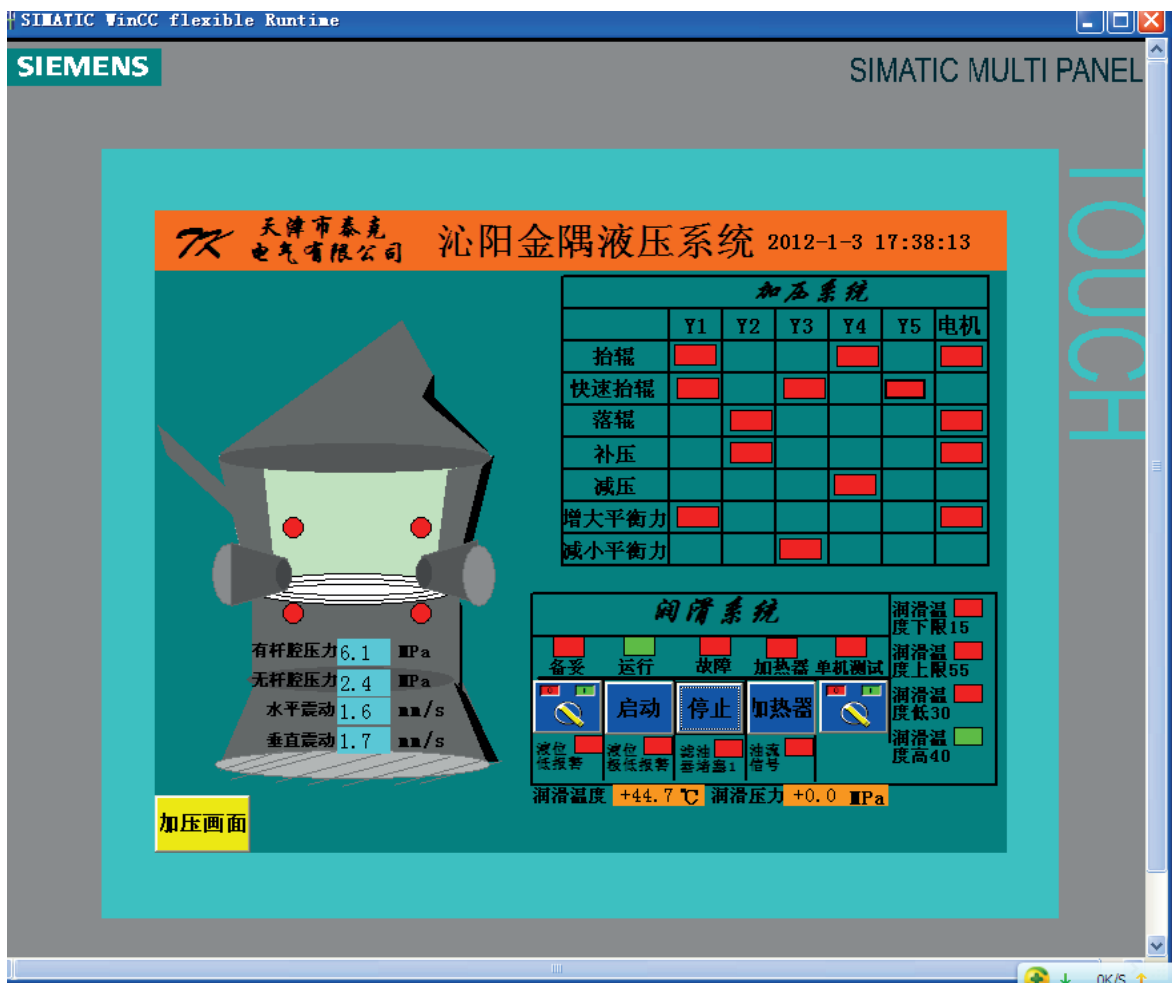 SIMATIC WinCC flexible Runtime
SIEMENS
SIMATIC MULTI PANEL
TOUCH
TK 天津市泰克电气有限公司
沁阳金隅液压系统 2012-1-3 17:38:13
加压系统
Y1 Y2 Y3 Y4 Y5 电机
抬辊
快速抬辊
落辊
补压
减压
增大平衡力
减小平衡力
有杆腔压力 6.1 MPa
无杆腔压力 2.4 MPa
水平震动 1.6 mm/s
垂直震动 1.7 mm/s
加压画面
润滑系统
备妥 运行 故障 加热器 单机测试
0 1 启动 停止 加热器 0 1
液位低报警 液位极低报警 滤油器堵塞1 油流信号
润滑温度下限15
润滑温度上限55
润滑温度低30
润滑温度高40
润滑温度 +44.7 ℃ 润滑压力 +0.0 MPa
0K/S